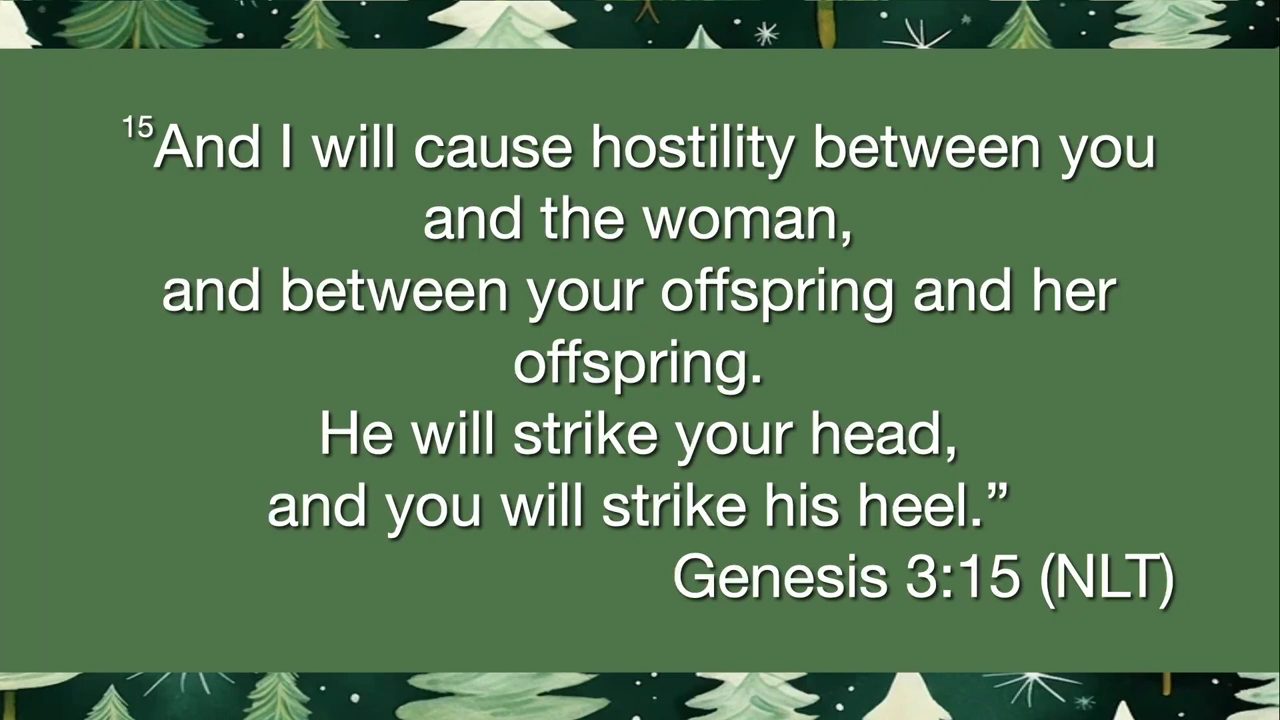 ¹⁵And I will cause hostility between you
and the woman,
and between your offspring and her
offspring.
He will strike your head,
and you will strike his heel.”
Genesis 3:15 (NLT)